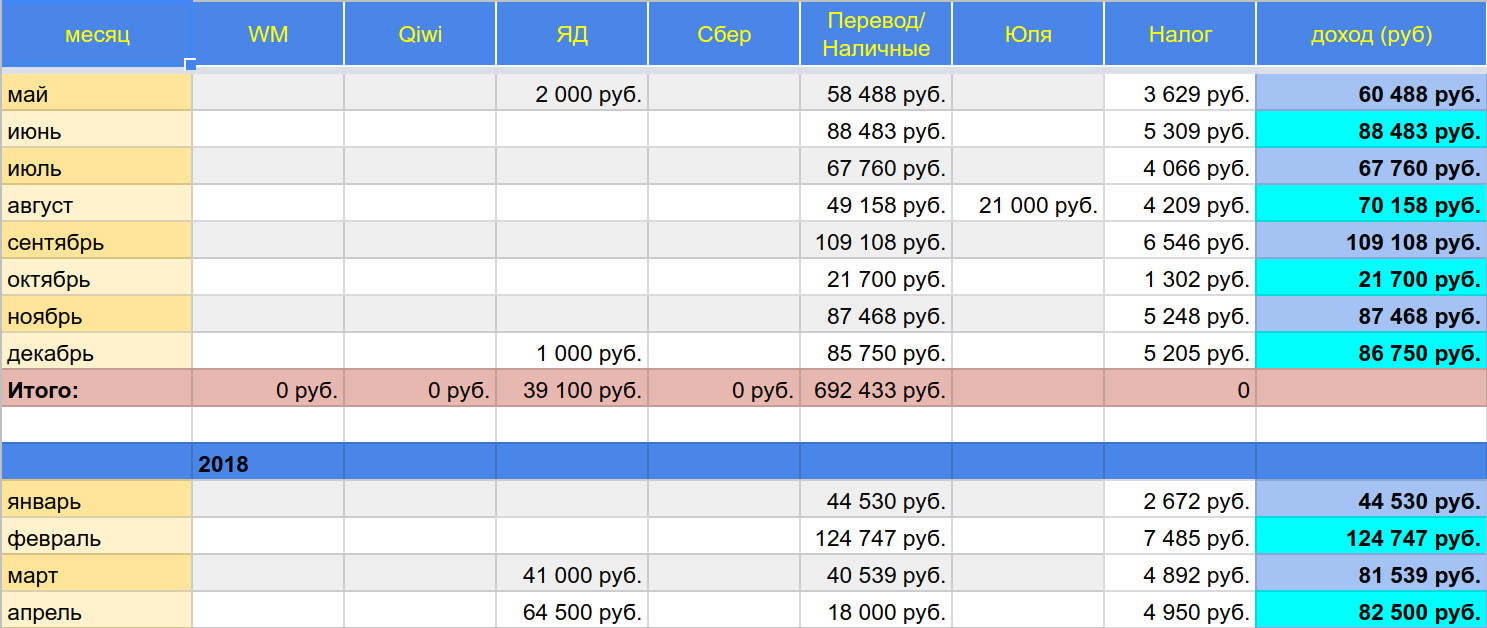 месяц WM Qiwi ЯД Сбер Перевод/ Наличные Юля Налог доход (руб)
май 2 000 руб. 58 488 руб. 3 629 руб. 60 488 руб.
июнь 88 483 руб. 5 309 руб. 88 483 руб.
июль 67 760 руб. 4 066 руб. 67 760 руб.
август 49 158 руб. 21 000 руб. 4 209 руб. 70 158 руб.
сентябрь 109 108 руб. 6 546 руб. 109 108 руб.
октябрь 21 700 руб. 1 302 руб. 21 700 руб.
ноябрь 87 468 руб. 5 248 руб. 87 468 руб.
декабрь 1 000 руб. 85 750 руб. 5 205 руб. 86 750 руб.
Итого: 0 руб. 0 руб. 39 100 руб. 0 руб. 692 433 руб. 0
2018
январь 44 530 руб. 2 672 руб. 44 530 руб.
февраль 124 747 руб. 7 485 руб. 124 747 руб.
март 41 000 руб. 40 539 руб. 4 892 руб. 81 539 руб.
апрель 64 500 руб. 18 000 руб. 4 950 руб. 82 500 руб.